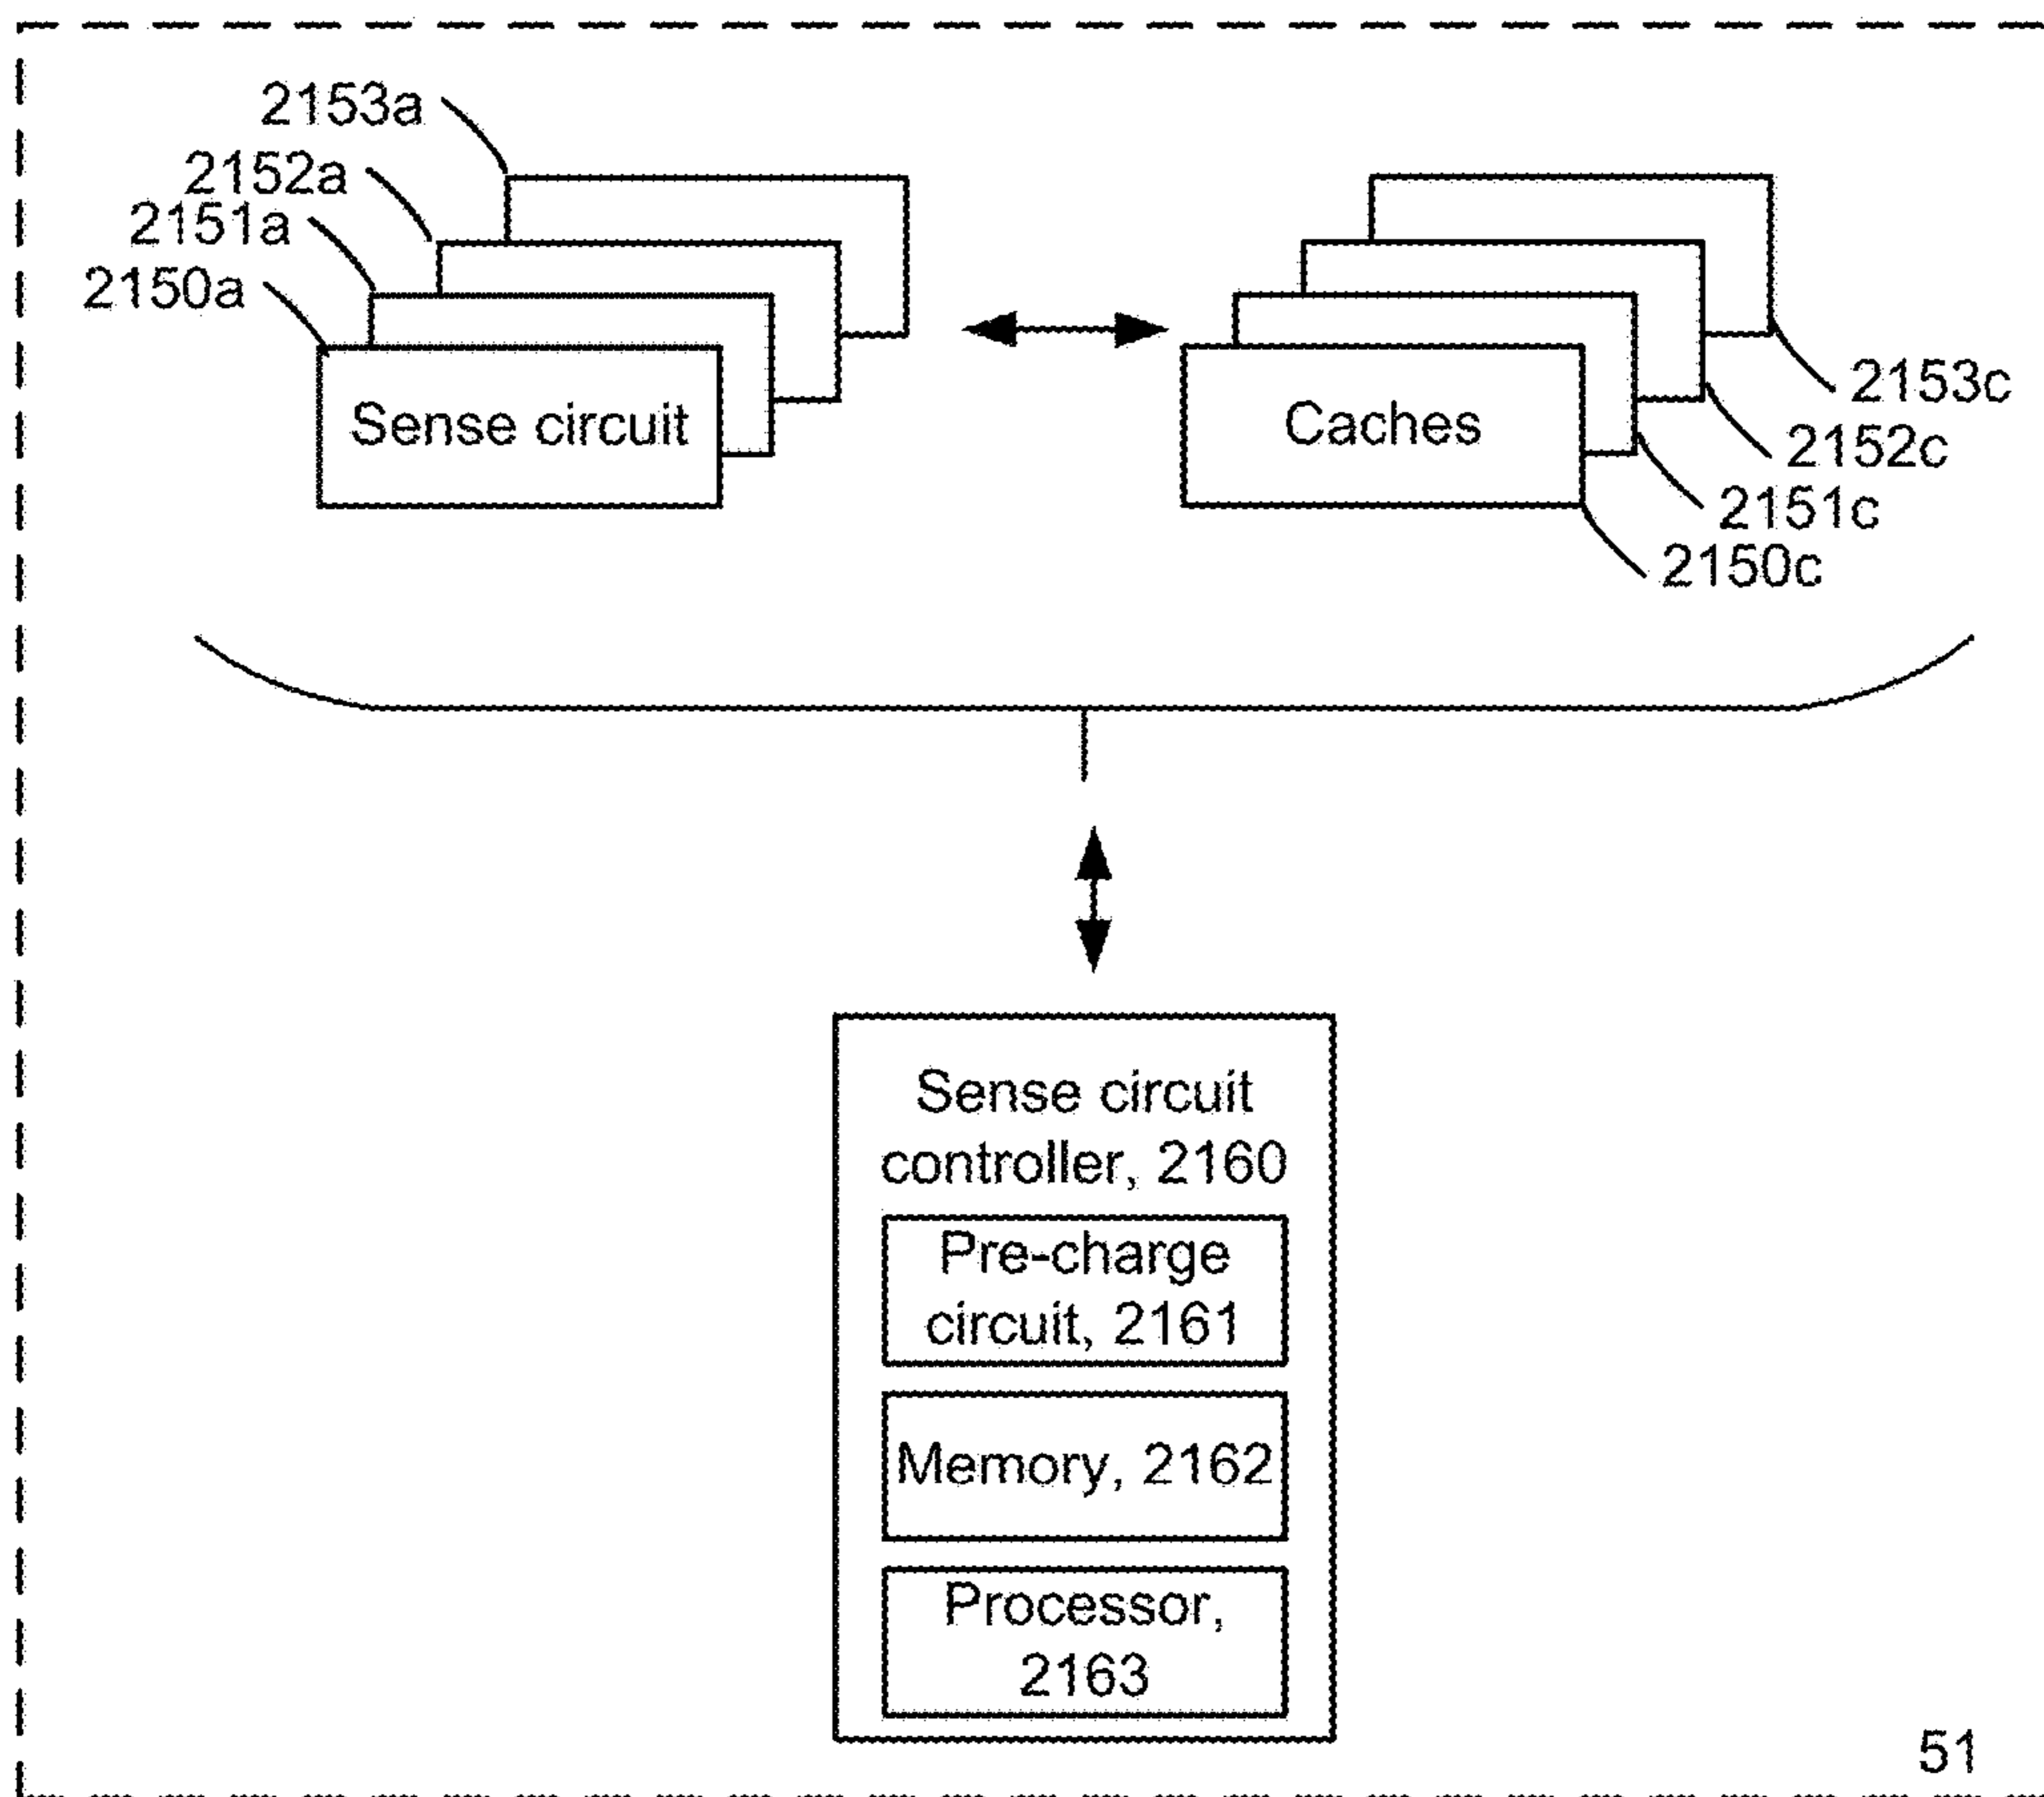 2153a
2152a
2151a
2150a
Sense circuit
Caches
2153c
2152c
2151c
2150c
Sense circuit
controller, 2160
Pre-charge
circuit, 2161
Memory, 2162
Processor,
2163
51